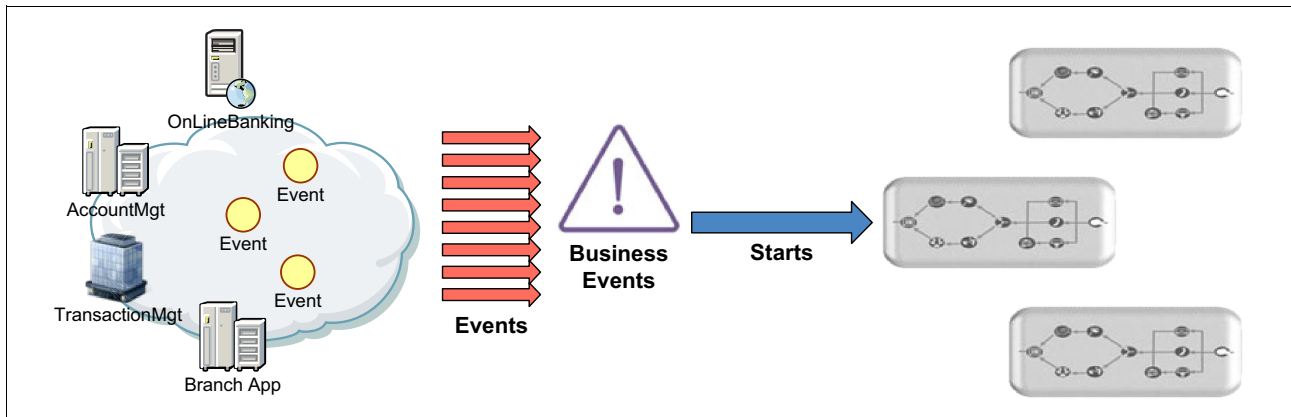 OnLineBanking
AccountMgt
Event
Event
TransactionMgt
Event
Branch App
Events
Business
Events
Starts